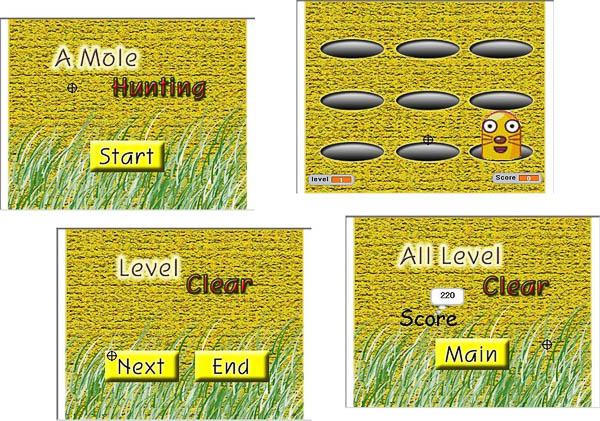 A Mole
Hunting
Start
level 1
Score 0
Level
Clear
Next
End
All Level
Clear
220
Score
Main